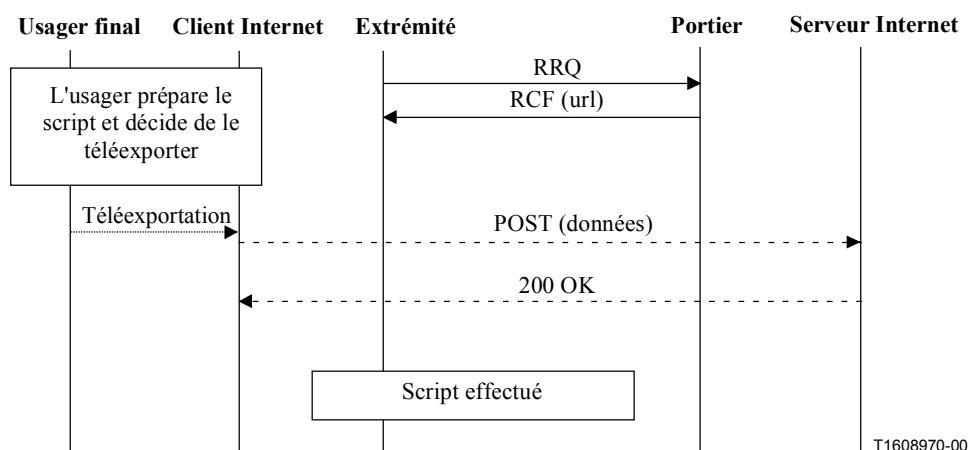 Usager final Client Internet Extrémité Portier Serveur Internet
RRQ
RCF (url)
L'usager prépare le
script et décide de le
téléexporter
Téléexportation
POST (données)
200 OK
Script effectué
T1608970-00